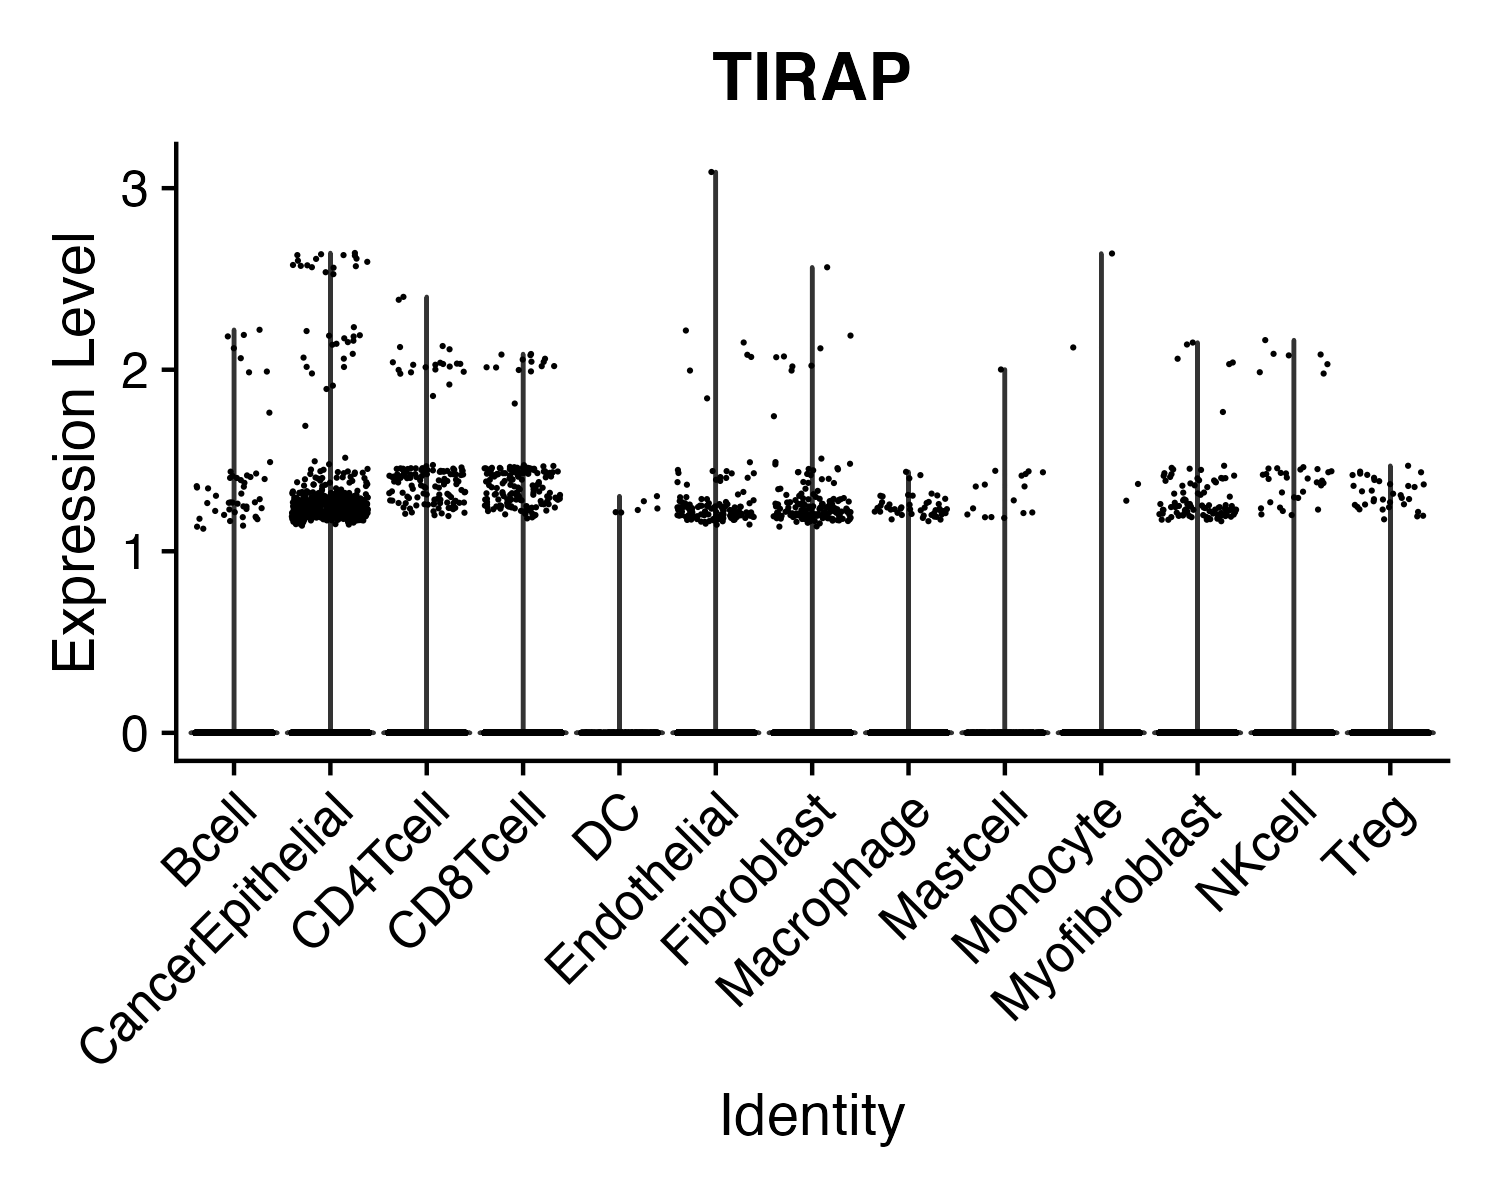 TIRAP
Expression Level
3
2
1
0
Bcell
CancerEpithelial
CD4Tcell
CD8Tcell
DC
Endothelial
Fibroblast
Macrophage
Mastcell
Monocyte
Myofibroblast
NKcell
Treg
Identity